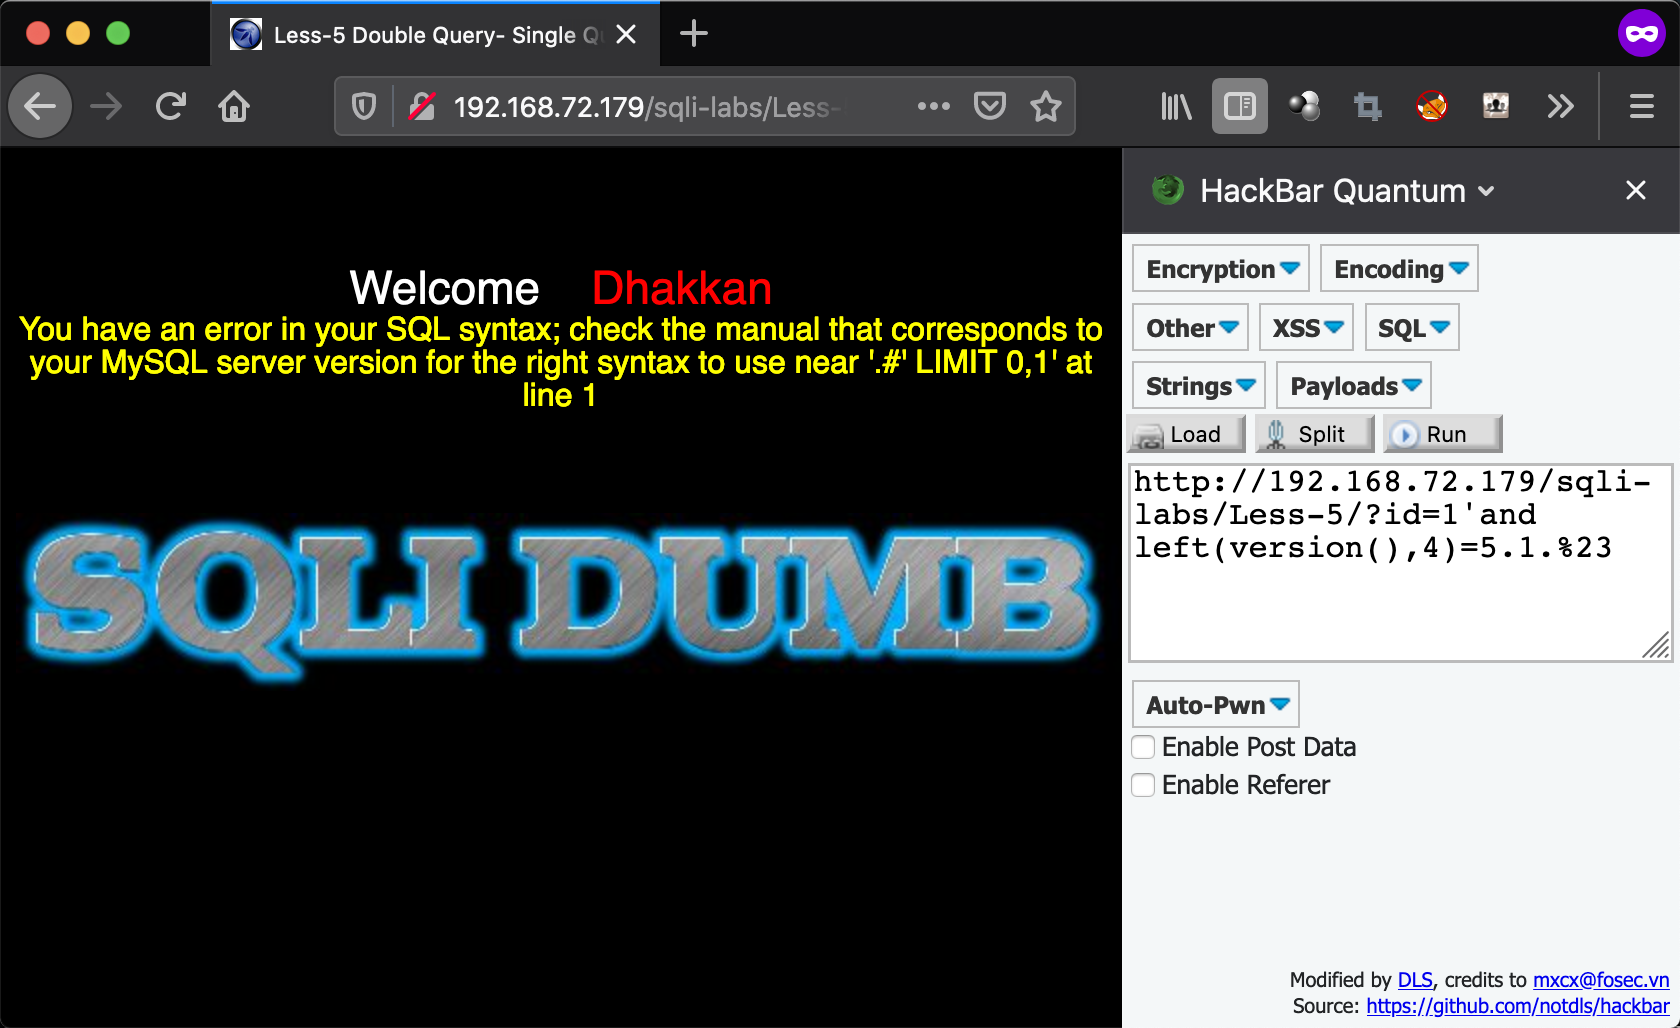 Less-5 Double Query- Single Qu
192.168.72.179/sqli-labs/Less-
HackBar Quantum
Encryption Encoding
Other XSS SQL
Strings Payloads
Load Split Run
http://192.168.72.179/sqli-
labs/Less-5/?id=1'and
left(version(),4)=5.1.%23
Auto-Pwn
Enable Post Data
Enable Referer
Modified by DLS, credits to mxcx@fosec.vn
Source: https://github.com/notdls/hackbar
Welcome Dhakkan
You have an error in your SQL syntax; check the manual that corresponds to
your MySQL server version for the right syntax to use near '.#' LIMIT 0,1' at
line 1
SQLI DUMB